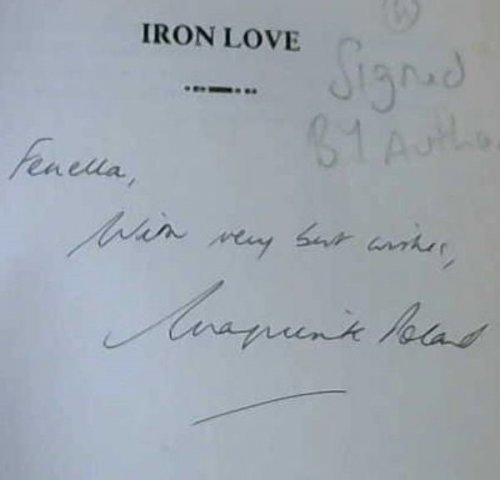 IRON LOVE
W
Signed
BY Autho
Fenella,
With very best wishes,
Marguerite Poland